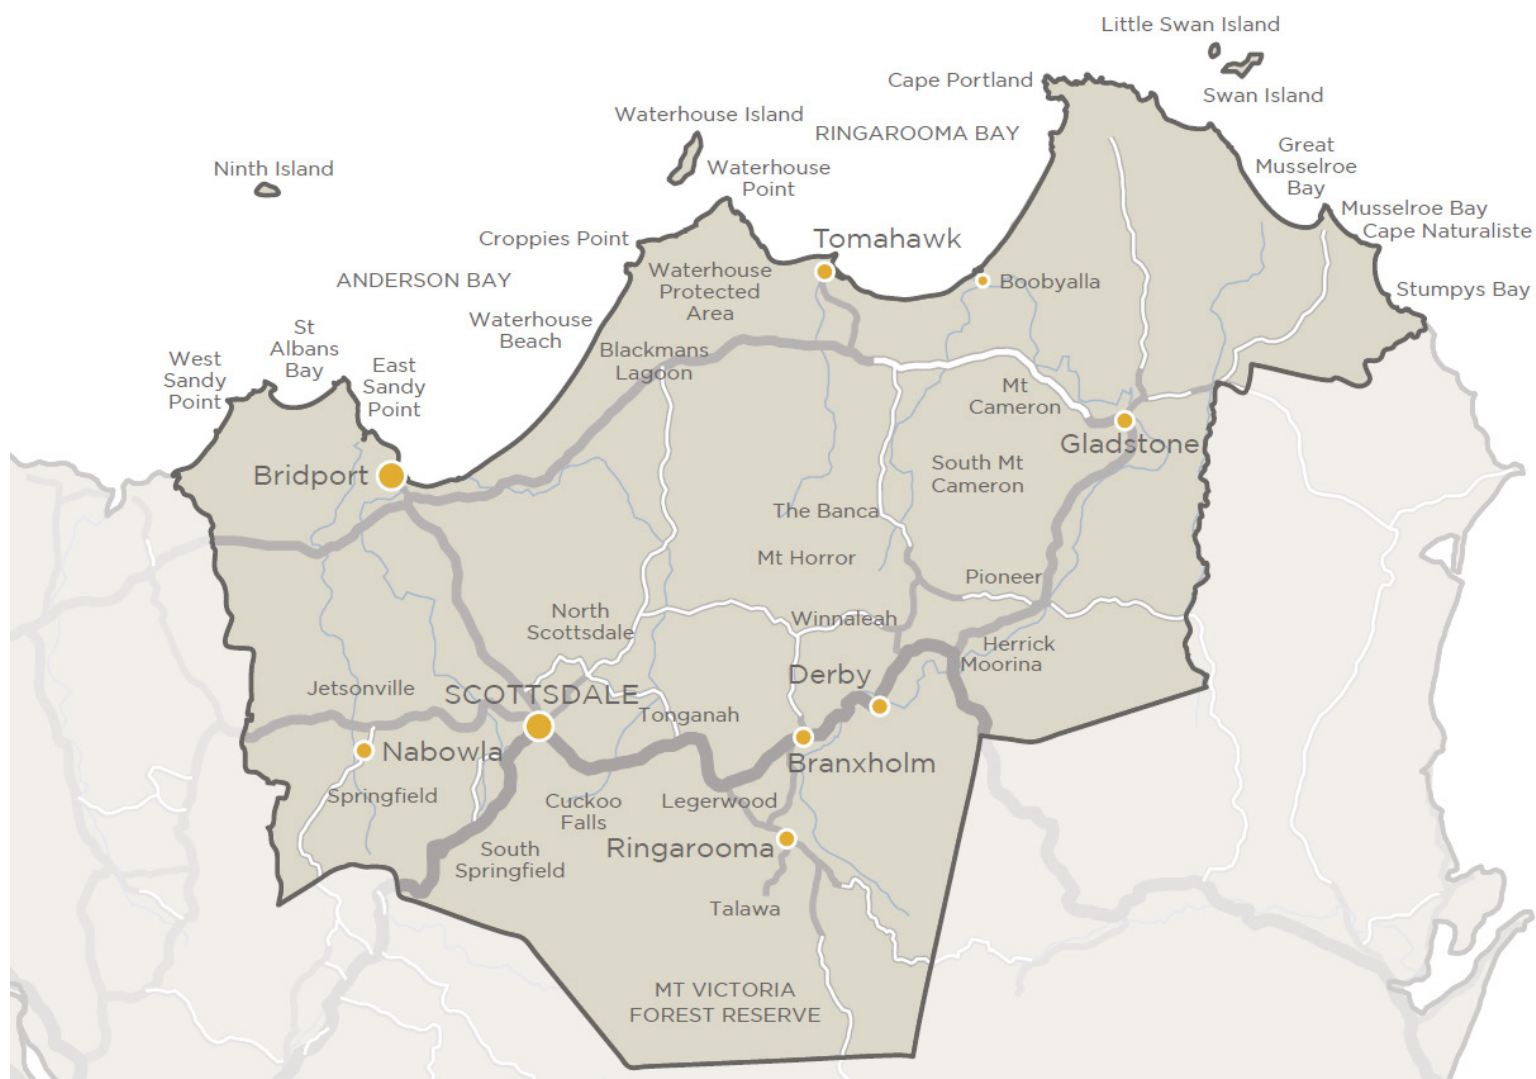 Little Swan Island
Cape Portland
Swan Island
Waterhouse Island
RINGAROOMA BAY
Great
Musselroe
Bay
Ninth Island
Waterhouse
Point
Musselroe Bay
Cape Naturaliste
Croppies Point
Tomahawk
ANDERSON BAY
Waterhouse
Protected
Area
Boobyalla
Stumpys Bay
Waterhouse
Beach
St
Albans
Bay
West
Sandy
Point
East
Sandy
Point
Blackmans
Lagoon
Mt
Cameron
Gladstone
Bridport
South Mt
Cameron
The Banca
Mt Horror
Pioneer
North
Scottsdale
Winnaleah
Herrick
Moorina
Derby
Jetsonville
SCOTTSDALE
Tonganah
Nabowla
Branxholm
Springfield
Cuckoo
Falls
Legerwood
South
Springfield
Ringarooma
Talawa
MT VICTORIA
FOREST RESERVE